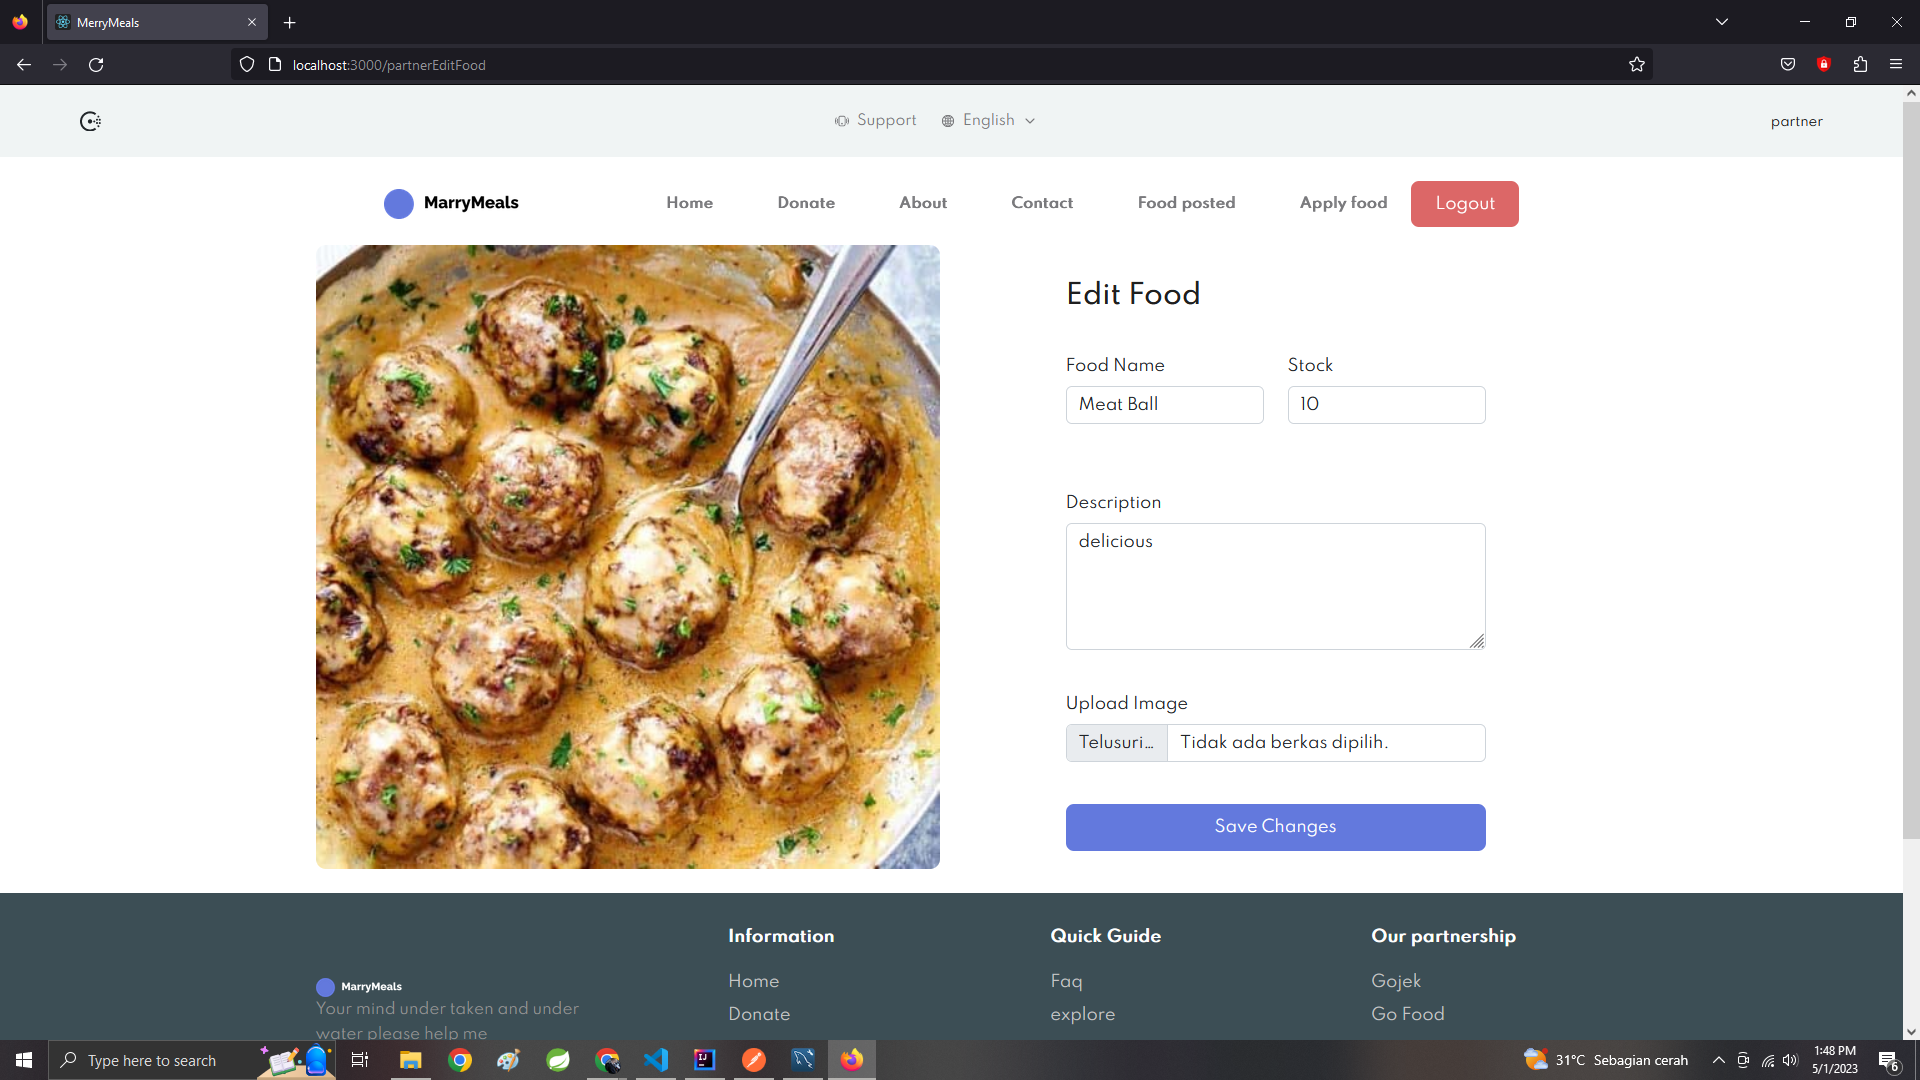 MerryMeals
localhost:3000/partnerEditFood
Support English partner
MarryMeals Home Donate About Contact Food posted Apply food Logout
Edit Food
Food Name Stock
Meat Ball 10
Description
delicious
Upload Image
Telusuri... Tidak ada berkas dipilih.
Save Changes
Information Quick Guide Our partnership
Home Faq Gojek
MarryMeals
Your mind under taken and under
Donate explore Go Food
water please help me
Type here to search
31°C Sebagian cerah
1:48 PM
5/1/2023
6